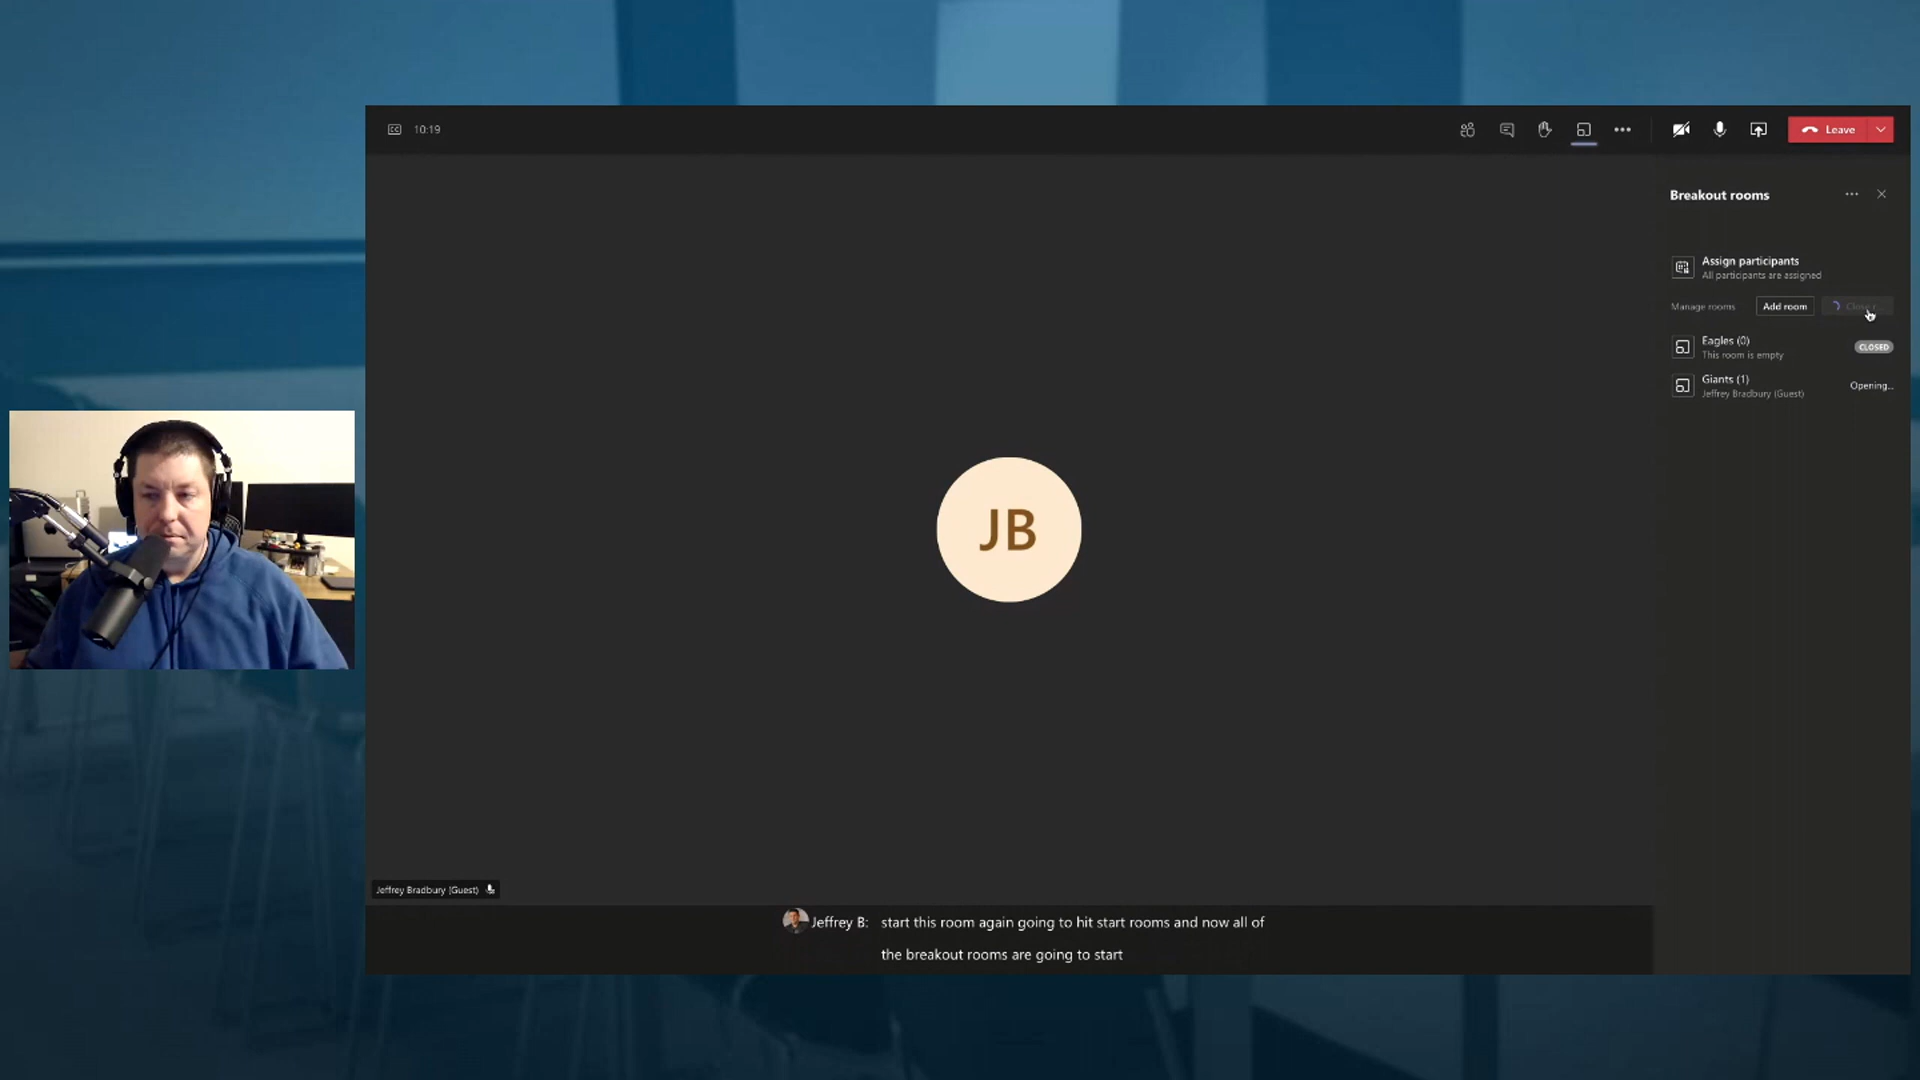 10:19
Leave
Breakout rooms
Assign participants
All participants are assigned
Manage rooms
Add room
Eagles (0)
This room is empty
CLOSED
Giants (1)
Jeffrey Bradbury (Guest)
Opening...
JB
Jeffrey Bradbury (Guest)
Jeffrey B: start this room again going to hit start rooms and now all of
the breakout rooms are going to start